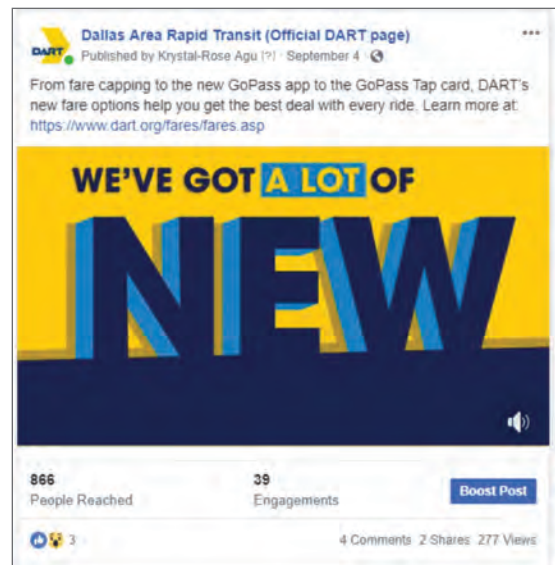 DART
Dallas Area Rapid Transit (Official DART page)
Published by Krystal-Rose Agu [?] · September 4 ·
From fare capping to the new GoPass app to the GoPass Tap card, DART's
new fare options help you get the best deal with every ride. Learn more at:
https://www.dart.org/fares/fares.asp
WE'VE GOT A LOT OF
NEW
866
People Reached
39
Engagements
Boost Post
3
4 Comments 2 Shares 277 Views